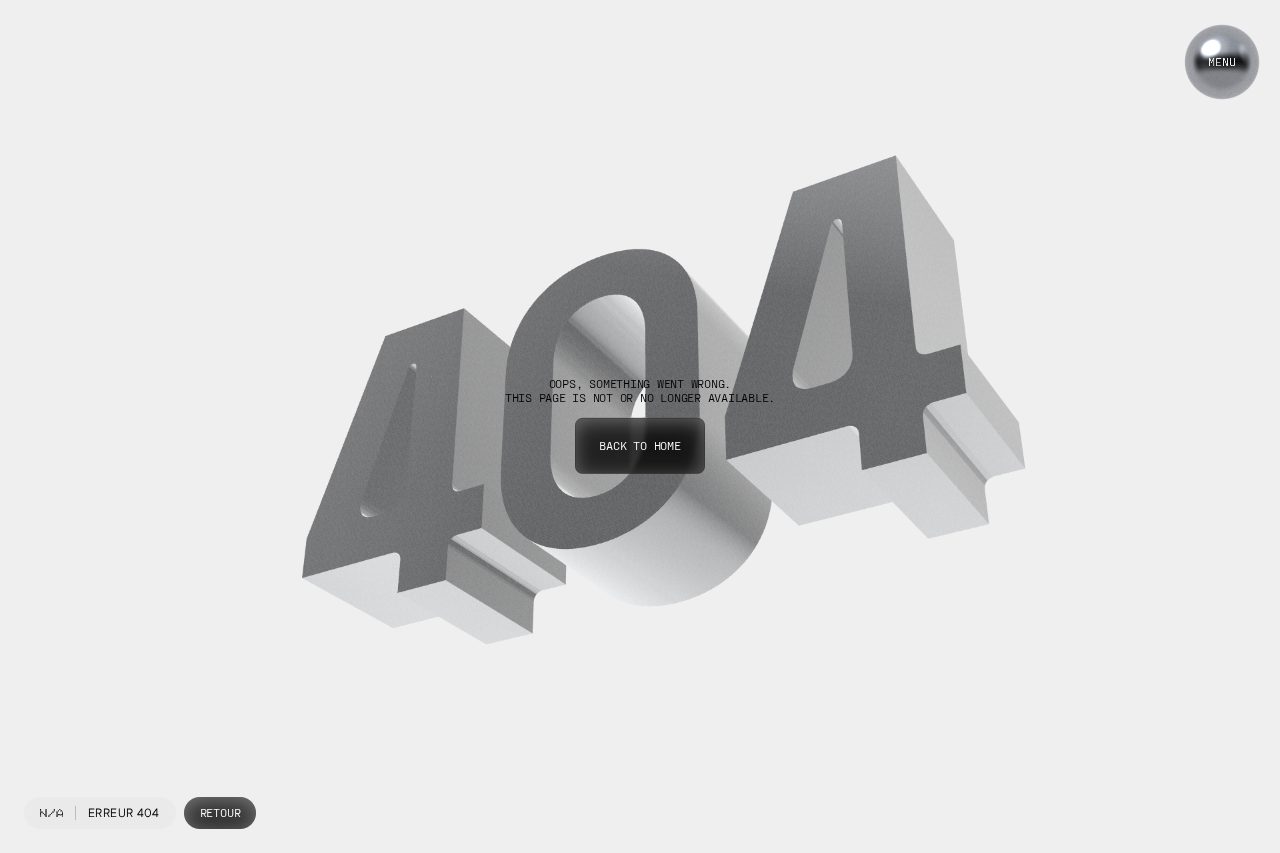 MENU
404
OOPS, SOMETHING WENT WRONG.
THIS PAGE IS NOT OR NO LONGER AVAILABLE.
BACK TO HOME
N/A
ERREUR 404
RETOUR